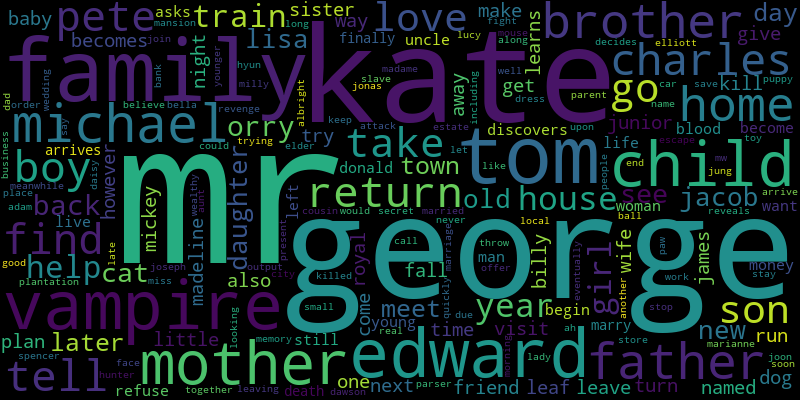 baby pete asks train sister love make brother day
becomes lisa way finally uncle lucy fight mouse along decides elliott give
mansion join younger long night learns charles
family kate
dad order wedding bank believe bella hyun milly madame slave jonas keep albright including well dress parent puppy car save name kill go home
michael say revenge orry try attack away get discovers upon junior blood become
business arrives trying could elder take estate let like escape toy
boy mr tom child
meanwhile daisy however mickey daughter donald town life people end mw jung arrive
place adam live back left return old house see woman jacob want reveals
find madeline cousin would secret married never local ball
good late help cat wealthy aunt present royal call george throw man billy girl wife another paw james money
plantation joseph miss output city killed fall offer work stay
vampire also small come meet quickly marriage year eventually begin marry store son
plan later little looking memory still real young time due visit ah stop new marianne run
spencer mother edward morning lady father joon
tell face hunter one next parser friend leaf leave turn named soon dog
refuse together leaving death dawson